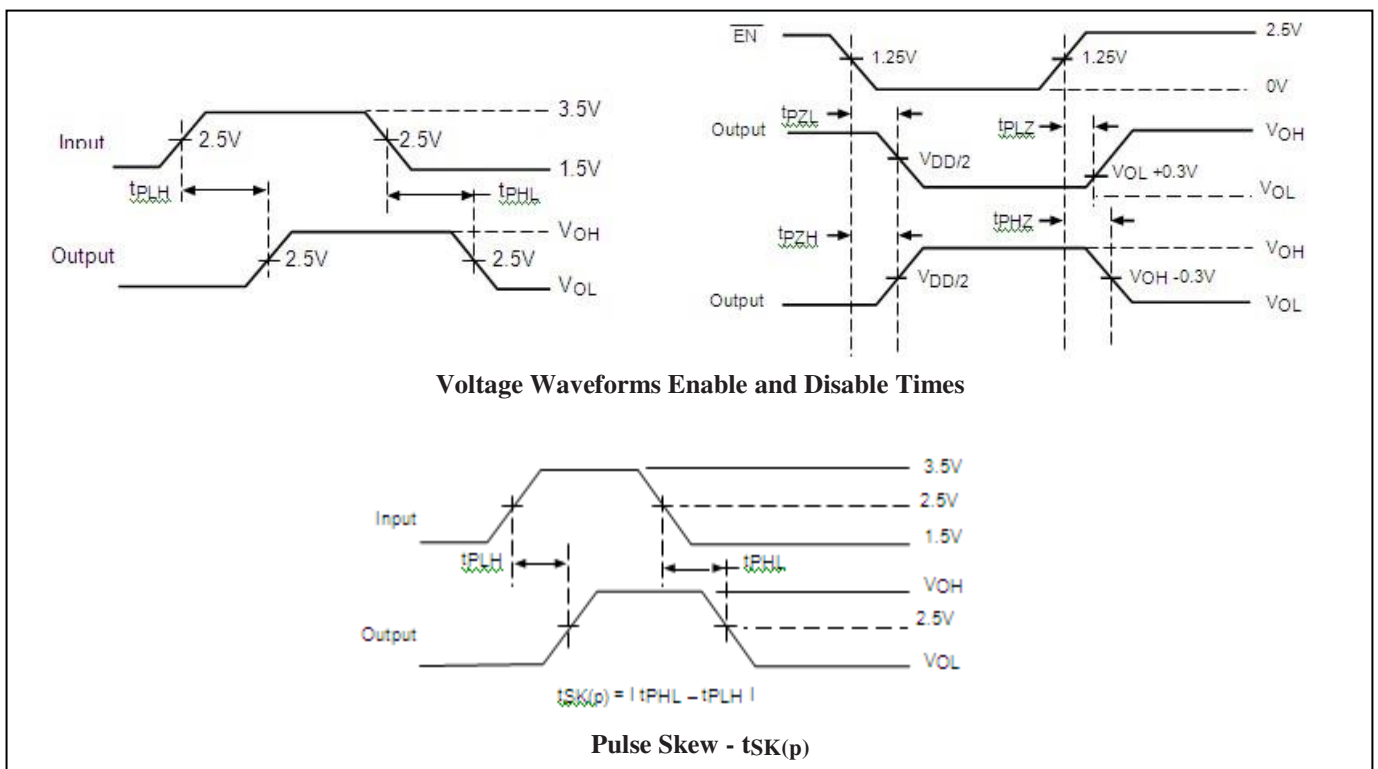 Input
2.5V
2.5V
3.5V
1.5V
tPLH
tPHL
Output
2.5V
2.5V
VOH
VOL
EN
1.25V
1.25V
2.5V
0V
tPZL
tPLZ
Output
VDD/2
VOL +0.3V
VOH
VOL
tPZH
tPHZ
Output
VDD/2
VOH -0.3V
VOH
VOL
Voltage Waveforms Enable and Disable Times
Input
3.5V
2.5V
1.5V
tPLH
tPHL
Output
VOH
2.5V
VOL
tSK(p) = I tPHL – tPLH I
Pulse Skew - tSK(p)